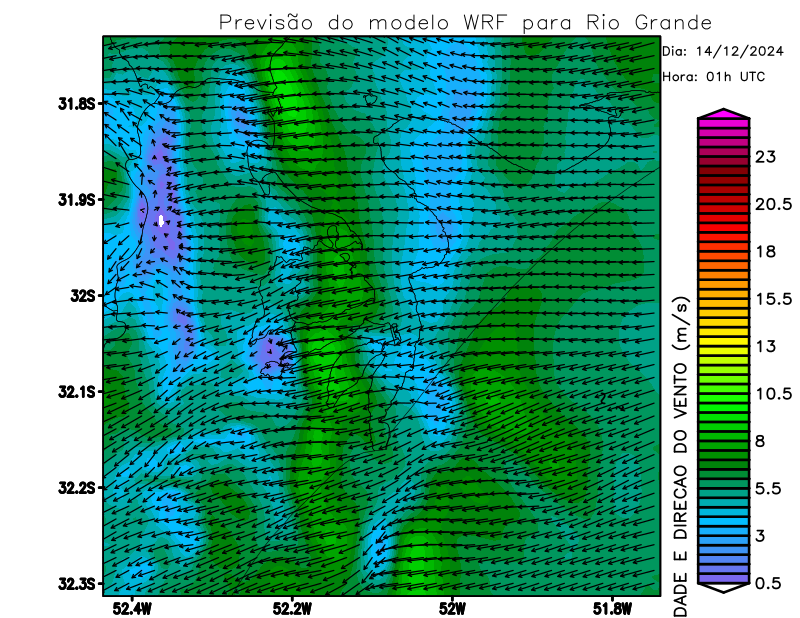 Previsão do modelo WRF para Rio Grande
Dia: 14/12/2024
Hora: 01h UTC
31.8S
31.9S
32S
32.1S
32.2S
32.3S
52.4W
52.2W
52W
51.8W
23
20.5
18
15.5
13
10.5
8
5.5
3
0.5
DADE E DIRECAO DO VENTO (m/s)